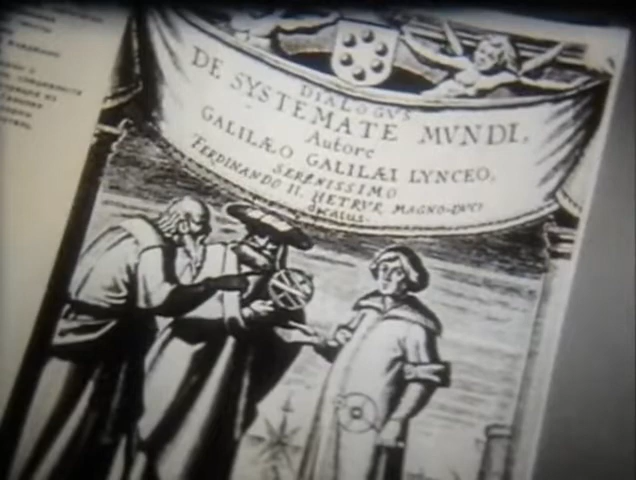 DIALOGVS
DE SYSTEMATE MVNDI,
Autore
GALILÆO GALILÆI LYNCEO,
SERENISSIMO
FERDINANDO II. HETRVR. MAGNO-DVCI
dicatus.